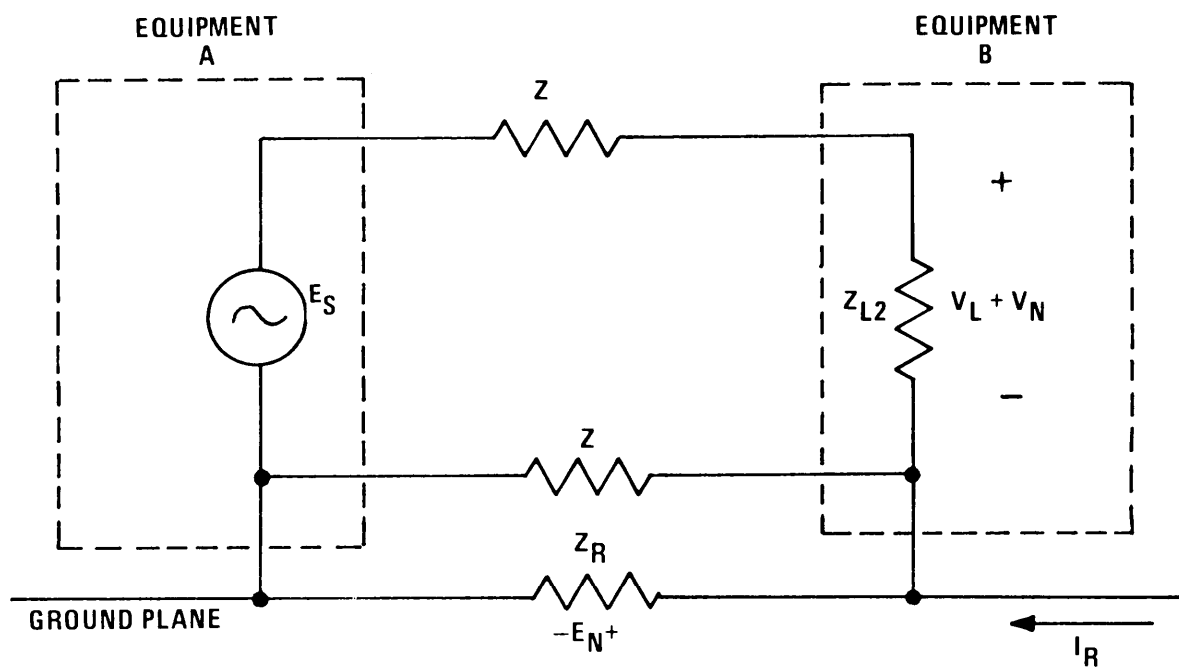 EQUIPMENT
A
EQUIPMENT
B
Z
E_S
Z_L2
V_L + V_N
+
−
Z
Z_R
−E_N+
GROUND PLANE
I_R